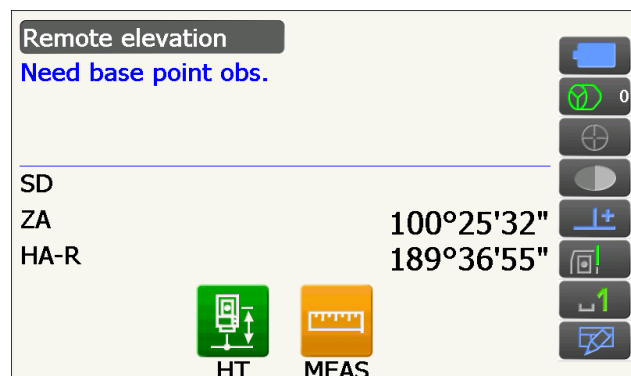 Remote elevation
Need base point obs.
0
SD
ZA 100°25'32"
HA-R 189°36'55"
1
HT MEAS